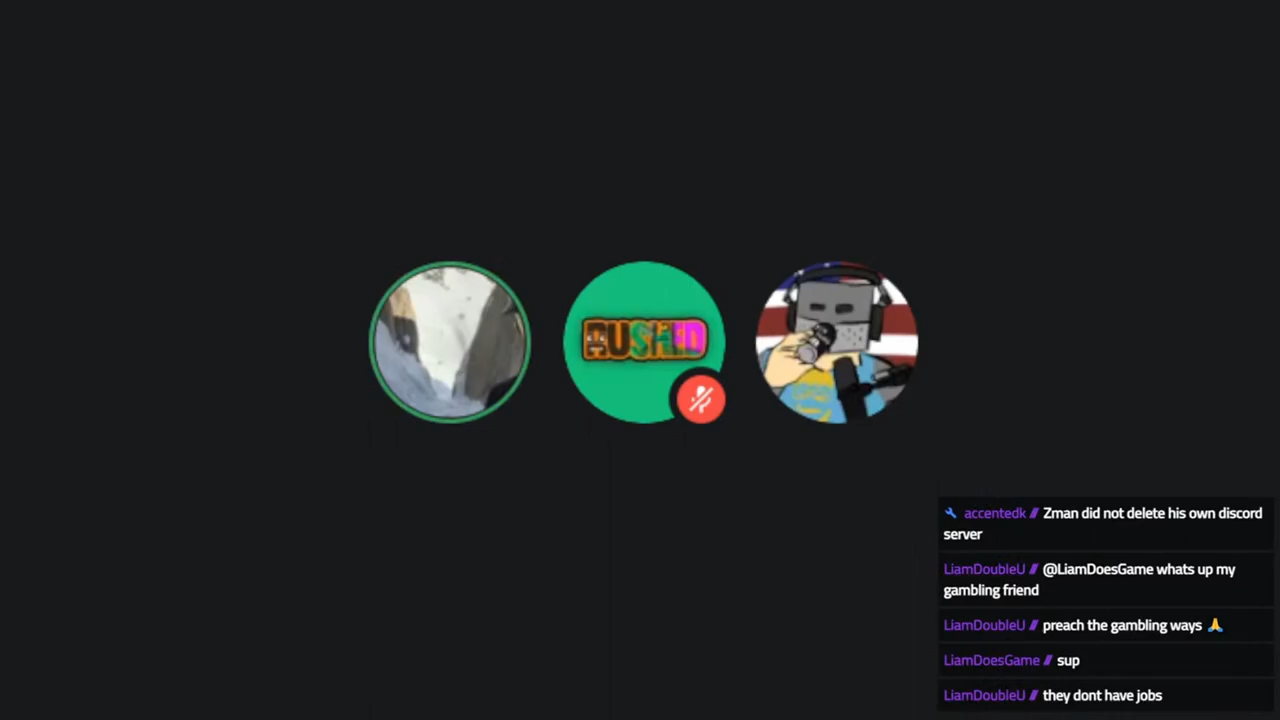 RUSHED
accentedk // Zman did not delete his own discord
server
LiamDoubleU // @LiamDoesGame whats up my
gambling friend
LiamDoubleU // preach the gambling ways 🙏
LiamDoesGame // sup
LiamDoubleU // they dont have jobs